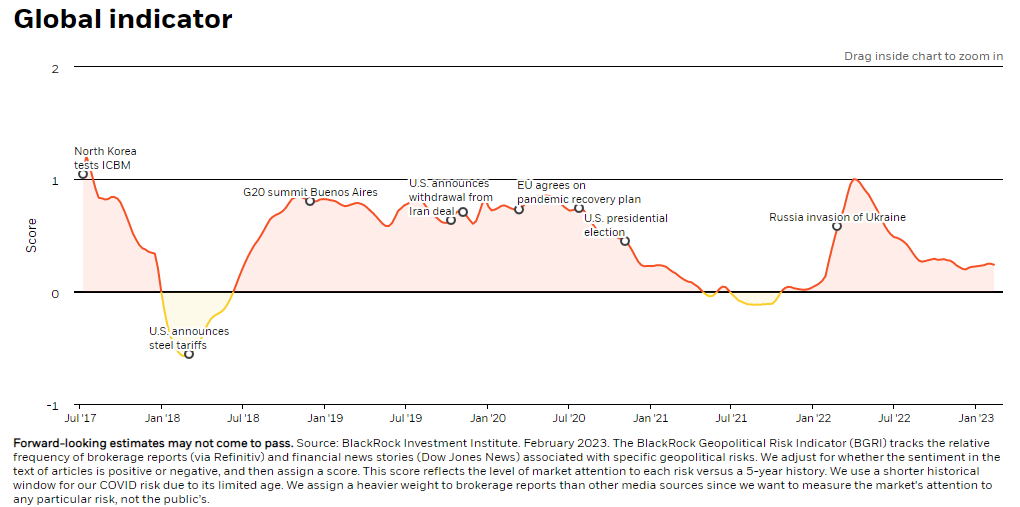 Global indicator
Drag inside chart to zoom in
2
1
0
-1
Score
North Korea
tests ICBM
U.S. announces
steel tariffs
G20 summit Buenos Aires
U.S. announces
withdrawal from
Iran deal
EU agrees on
pandemic recovery plan
U.S. presidential
election
Russia invasion of Ukraine
Jul '17
Jan '18
Jul '18
Jan '19
Jul '19
Jan '20
Jul '20
Jan '21
Jul '21
Jan '22
Jul '22
Jan '23
Forward-looking estimates may not come to pass. Source: BlackRock Investment Institute. February 2023. The BlackRock Geopolitical Risk Indicator (BGRI) tracks the relative
frequency of brokerage reports (via Refinitiv) and financial news stories (Dow Jones News) associated with specific geopolitical risks. We adjust for whether the sentiment in the
text of articles is positive or negative, and then assign a score. This score reflects the level of market attention to each risk versus a 5-year history. We use a shorter historical
window for our COVID risk due to its limited age. We assign a heavier weight to brokerage reports than other media sources since we want to measure the market's attention to
any particular risk, not the public's.